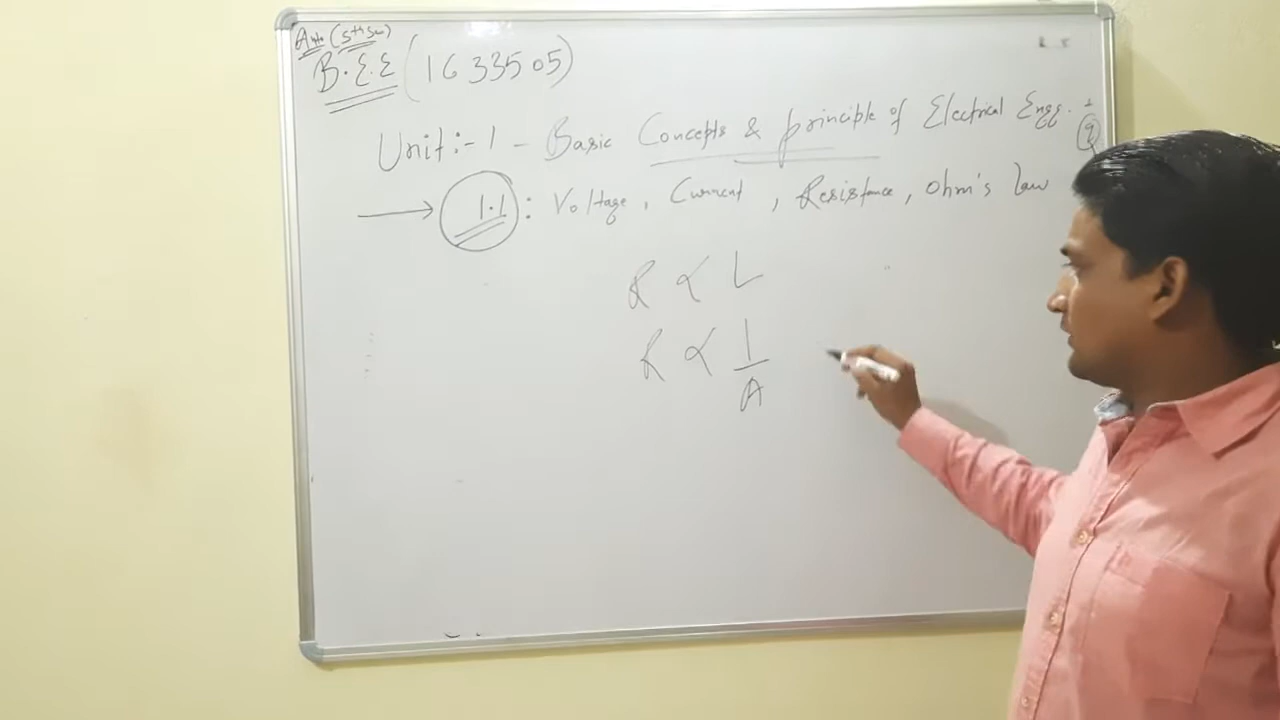 Auto (5th Sem)
B.E.E (1633505)
Unit:-1 - Basic Concepts & principle of Electrical Engg.
→ 1.1 : Voltage, Current, Resistance, Ohm's law
R ∝ L
R ∝ 1/A